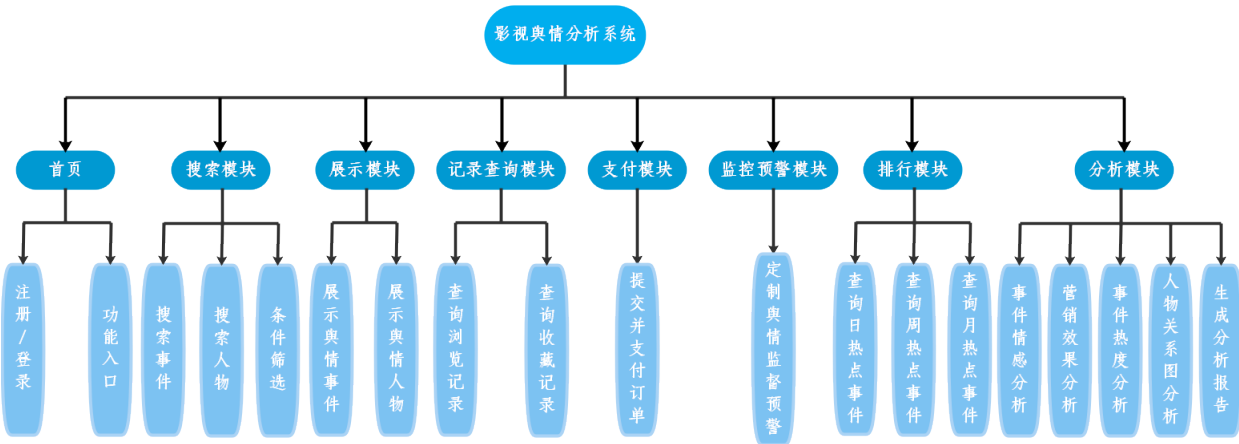 影视舆情分析系统
首页
搜索模块
展示模块
记录查询模块
支付模块
监控预警模块
排行模块
分析模块
注册/登录
功能入口
搜索事件
搜索人物
条件筛选
展示舆情事件
展示舆情人物
查询浏览记录
查询收藏记录
提交并支付订单
定制舆情监督预警
查询日热点事件
查询周热点事件
查询月热点事件
事件情感分析
营销效果分析
事件热度分析
人物关系图分析
生成分析报告